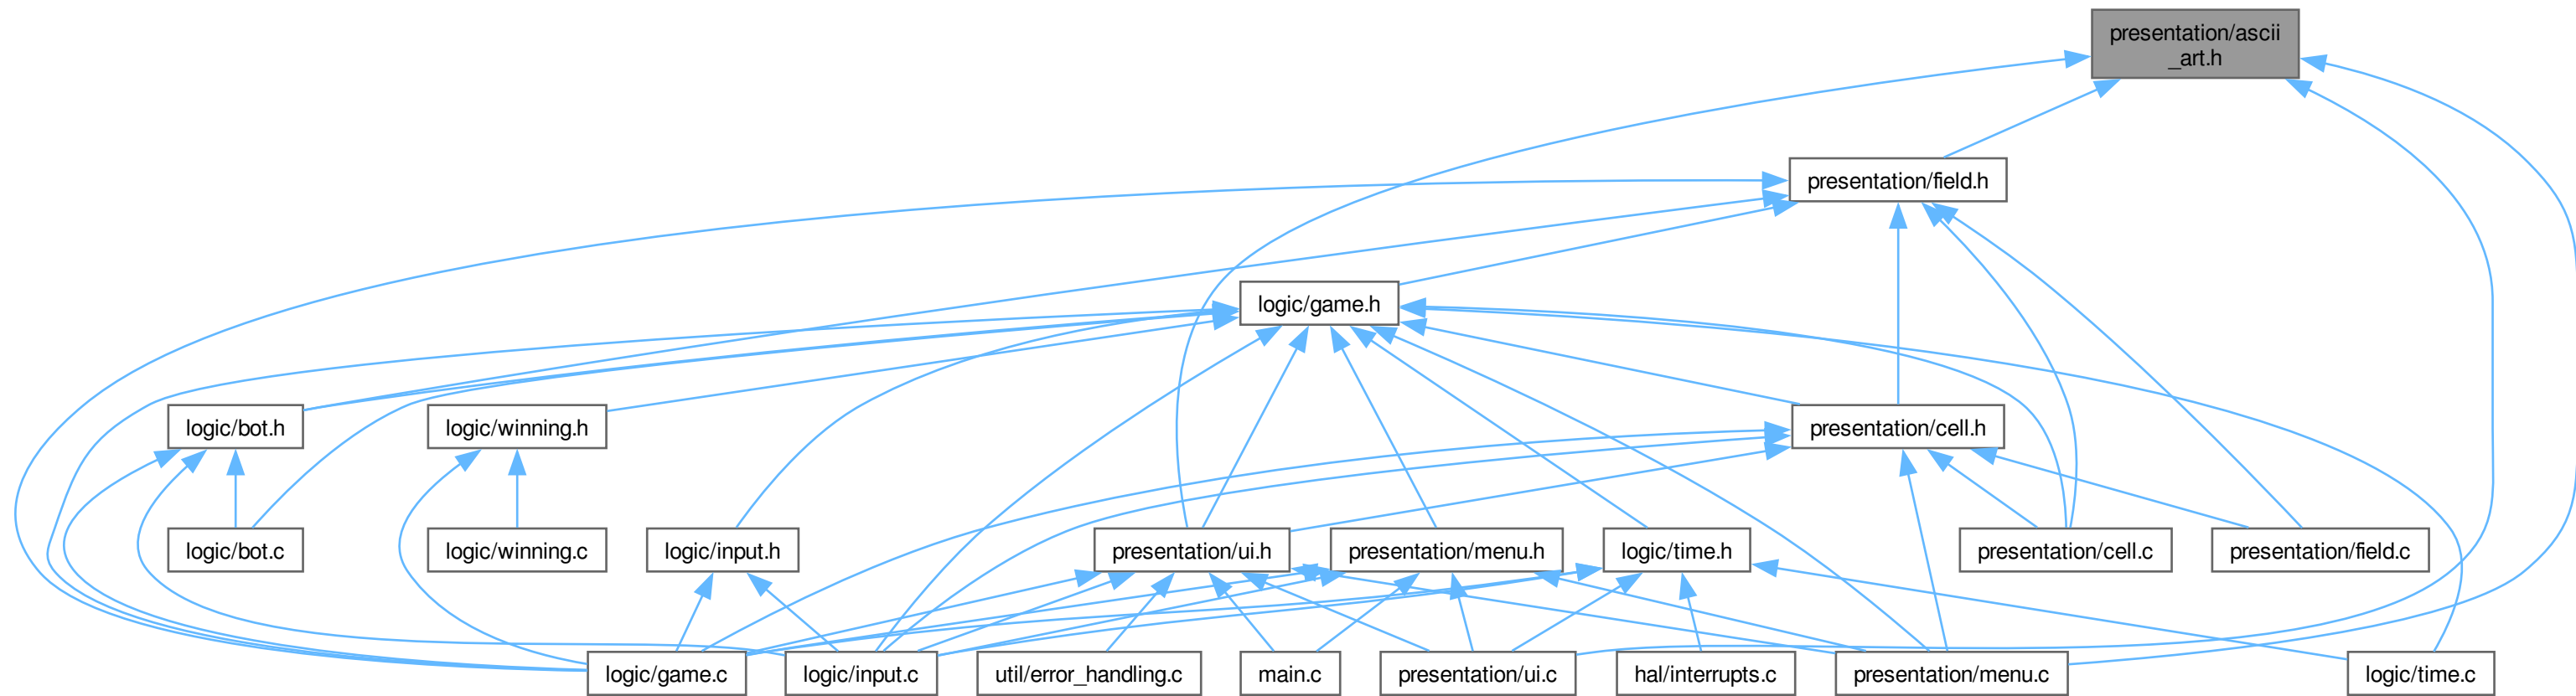 presentation/ascii
_art.h
presentation/field.h
logic/game.h
logic/bot.h
logic/winning.h
presentation/cell.h
logic/bot.c
logic/winning.c
logic/input.h
presentation/ui.h
presentation/menu.h
logic/time.h
presentation/cell.c
presentation/field.c
logic/game.c
logic/input.c
util/error_handling.c
main.c
presentation/ui.c
hal/interrupts.c
presentation/menu.c
logic/time.c